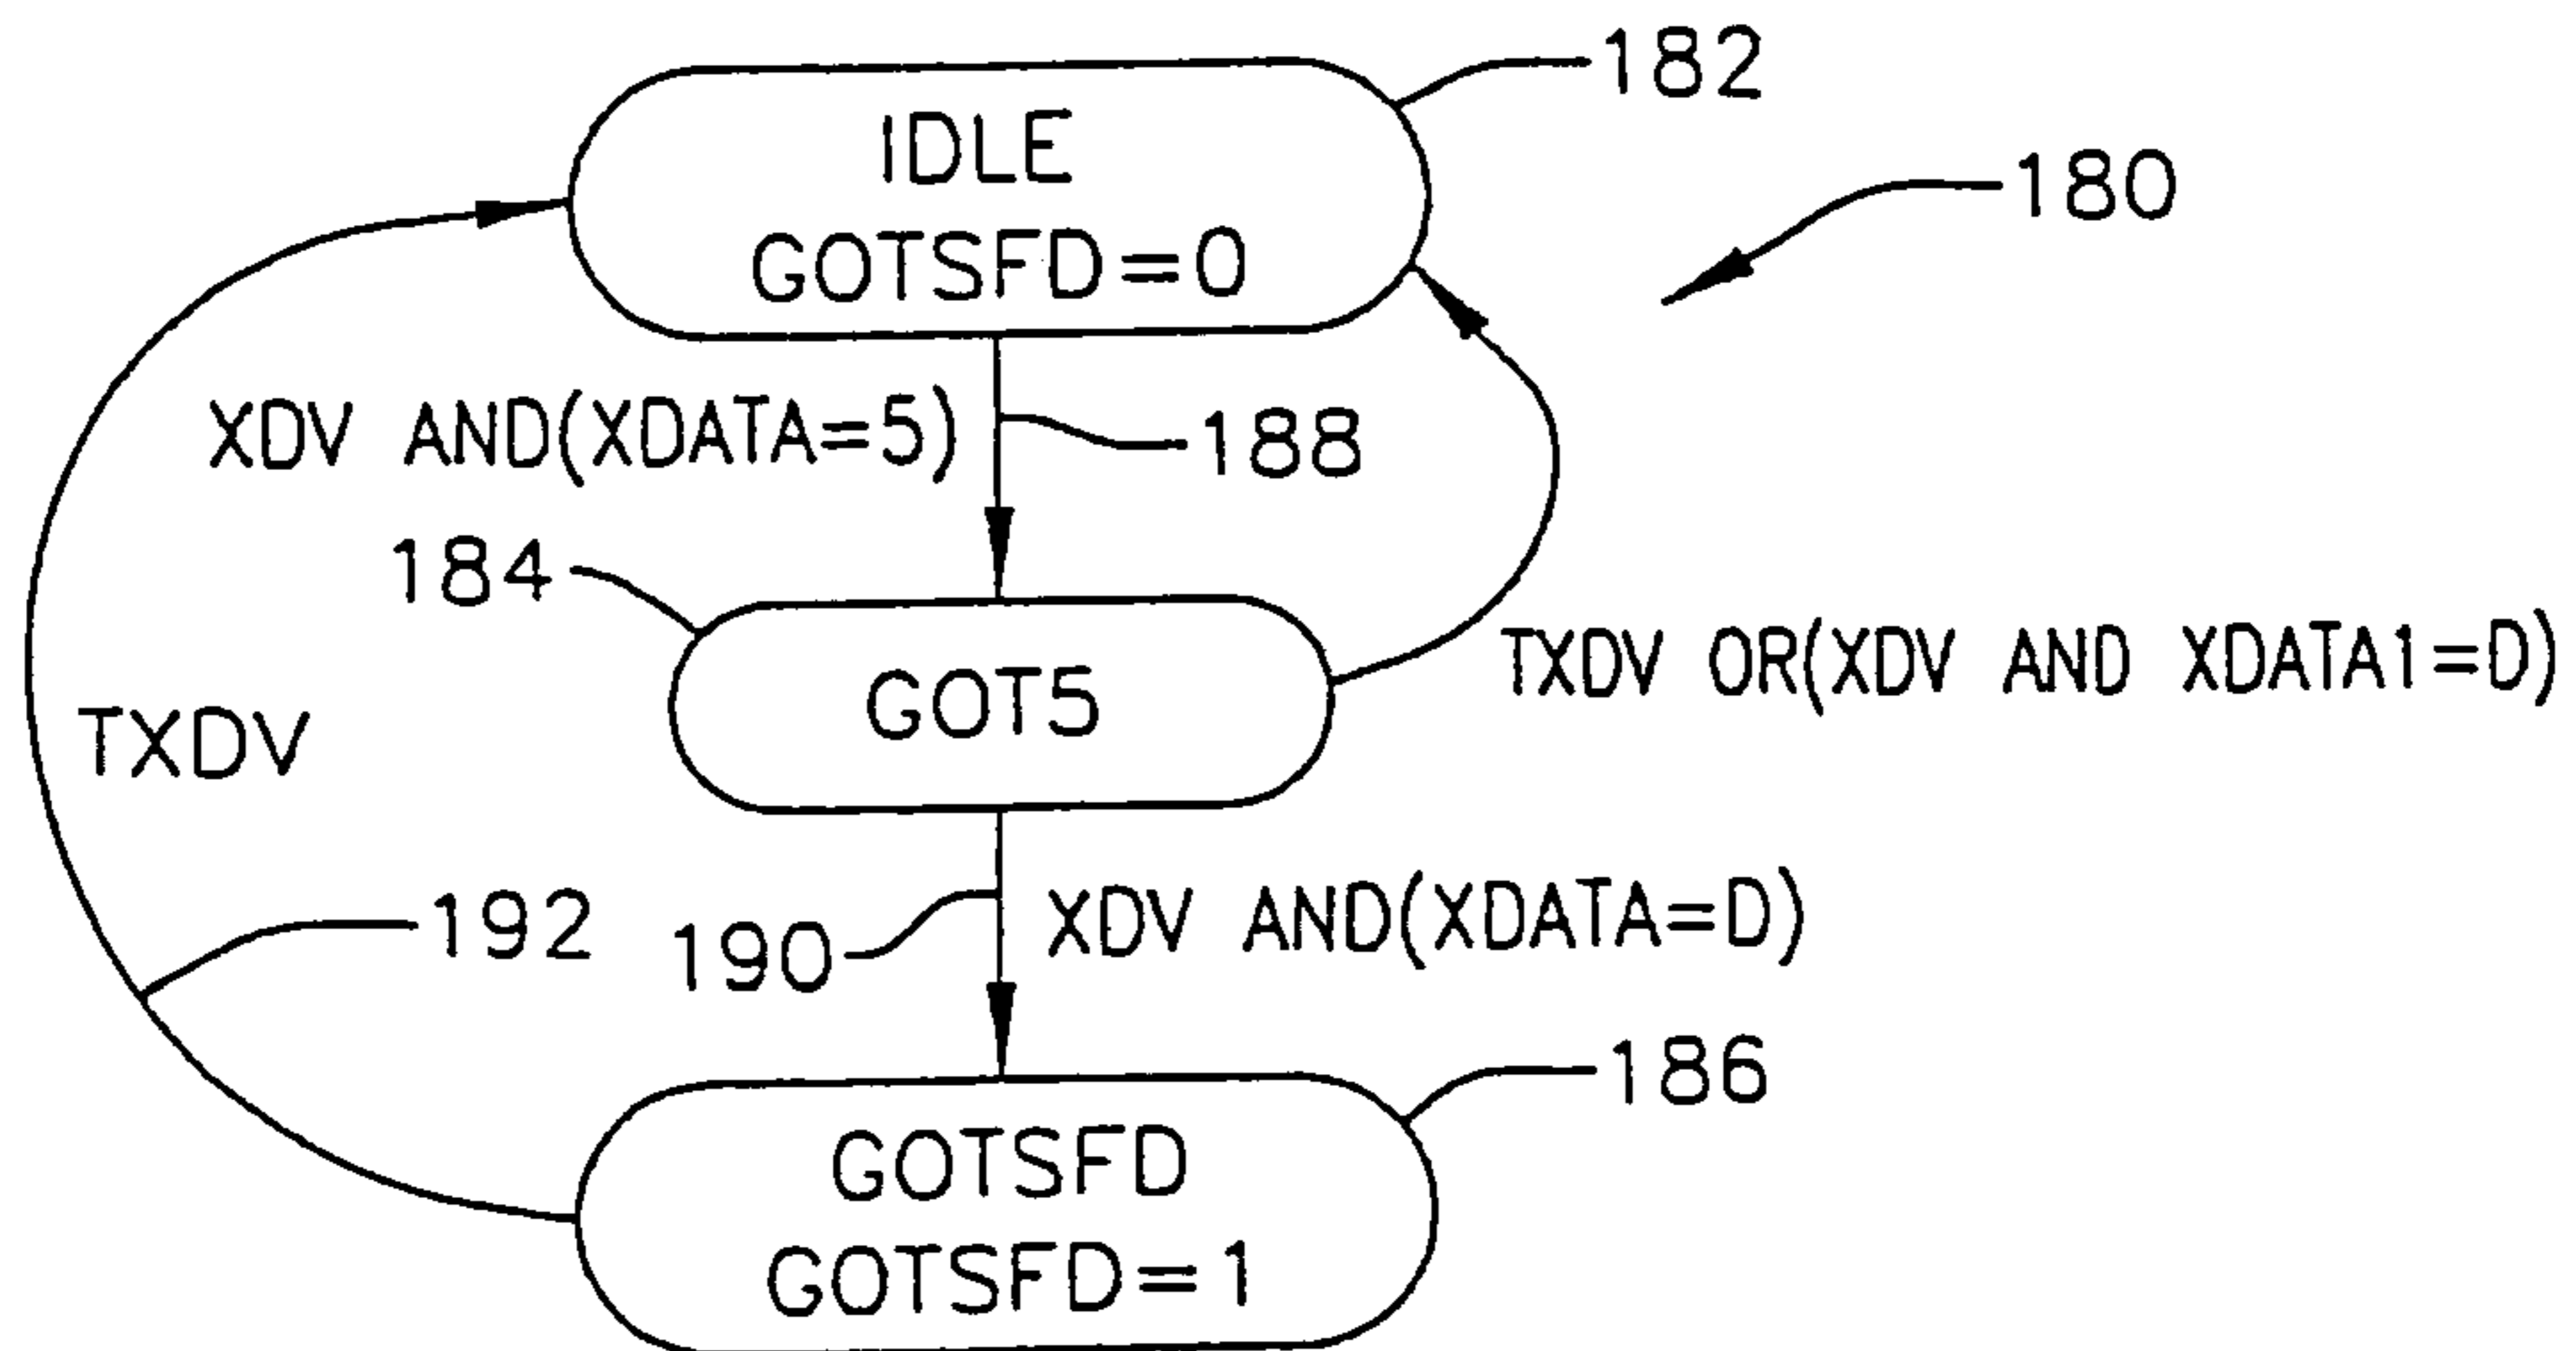 182
IDLE
GOTSFD=0
180
XDV AND(XDATA=5)
188
184
GOT5
TXDV OR(XDV AND XDATA1=D)
TXDV
192
190
XDV AND(XDATA=D)
186
GOTSFD
GOTSFD=1